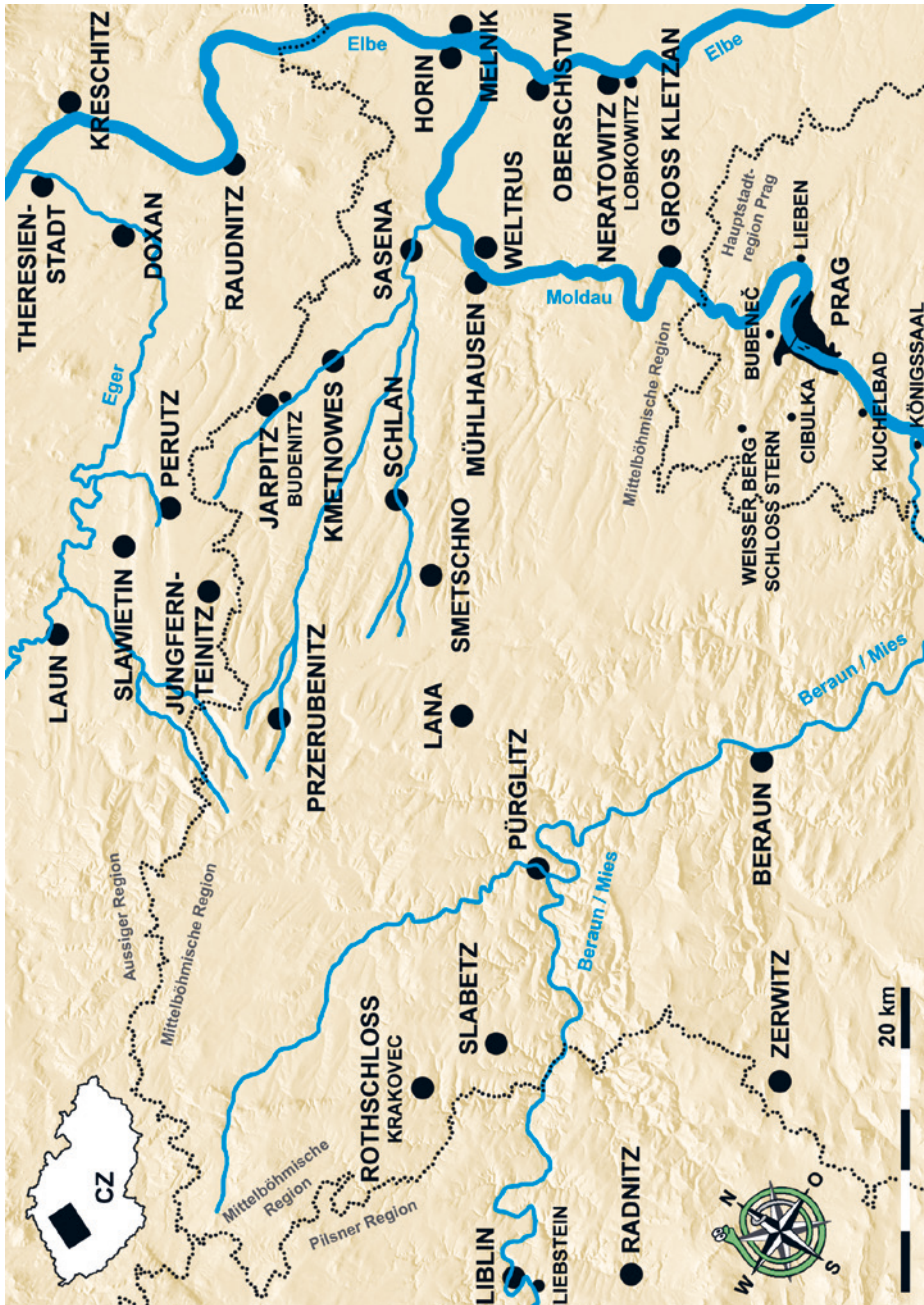 LAUN
THERESIEN-
STADT
KRESCHITZ
CZ
Aussiger Region
Mittelböhmische Region
SLAWIETIN
JUNGFERN-
TEINITZ
PERUTZ
Eger
DOXAN
RAUDNITZ
Elbe
Mittelböhmische
Region
Pilsner Region
ROTHSCHLOSS
KRAKOVEC
PRZERUBENITZ
JARPITZ
BUDENITZ
KMETNOWES
SCHLAN
SASENA
HORIN
MELNIK
SLABETZ
LANA
SMETSCHNO
MÜHLHAUSEN
WELTRUS
OBERSCHISTWI
LIBLIN
LIEBSTEIN
PÜRGLITZ
Beraun / Mies
Moldau
NERATOWITZ
LOBKOWITZ
GROSS KLETZAN
Elbe
RADNITZ
Mittelböhmische Region
Hauptstadt-
region Prag
WEISSER BERG
SCHLOSS STERN
BUBENEČ
LIEBEN
CIBULKA
PRAG
BERAUN
Beraun / Mies
ZERWITZ
KUCHELBAD
KÖNIGSSAAL
W
N
S
O
20 km